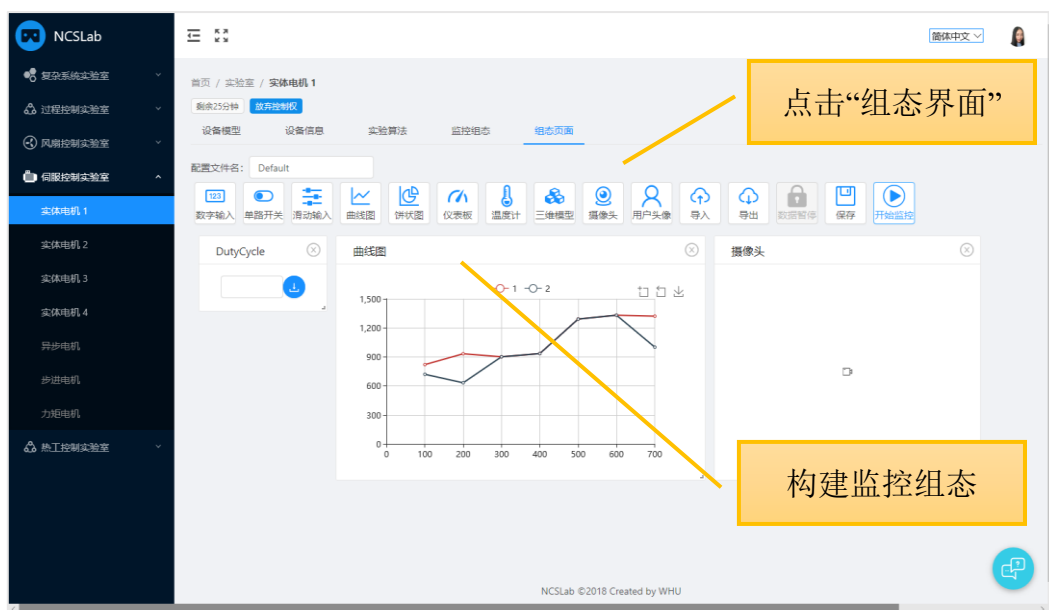 NCSLab
简体中文
复杂系统实验室
过程控制实验室
风扇控制实验室
伺服控制实验室
实体电机 1
实体电机 2
实体电机 3
实体电机 4
异步电机
步进电机
力矩电机
热工控制实验室
首页 / 实验室 / 实体电机 1
剩余25分钟 放弃控制权
设备模型 设备信息 实验算法 监控组态 组态页面
配置文件名: Default
123
数字输入 单路开关 滑动输入 曲线图 饼状图 仪表板 温度计 三维模型 摄像头 用户头像 导入 导出 数据暂停 保存 开始监控
DutyCycle
曲线图
1 2
1,500
1,200
900
600
300
0
0 100 200 300 400 500 600 700
摄像头
点击“组态界面”
构建监控组态
NCSLab ©2018 Created by WHU